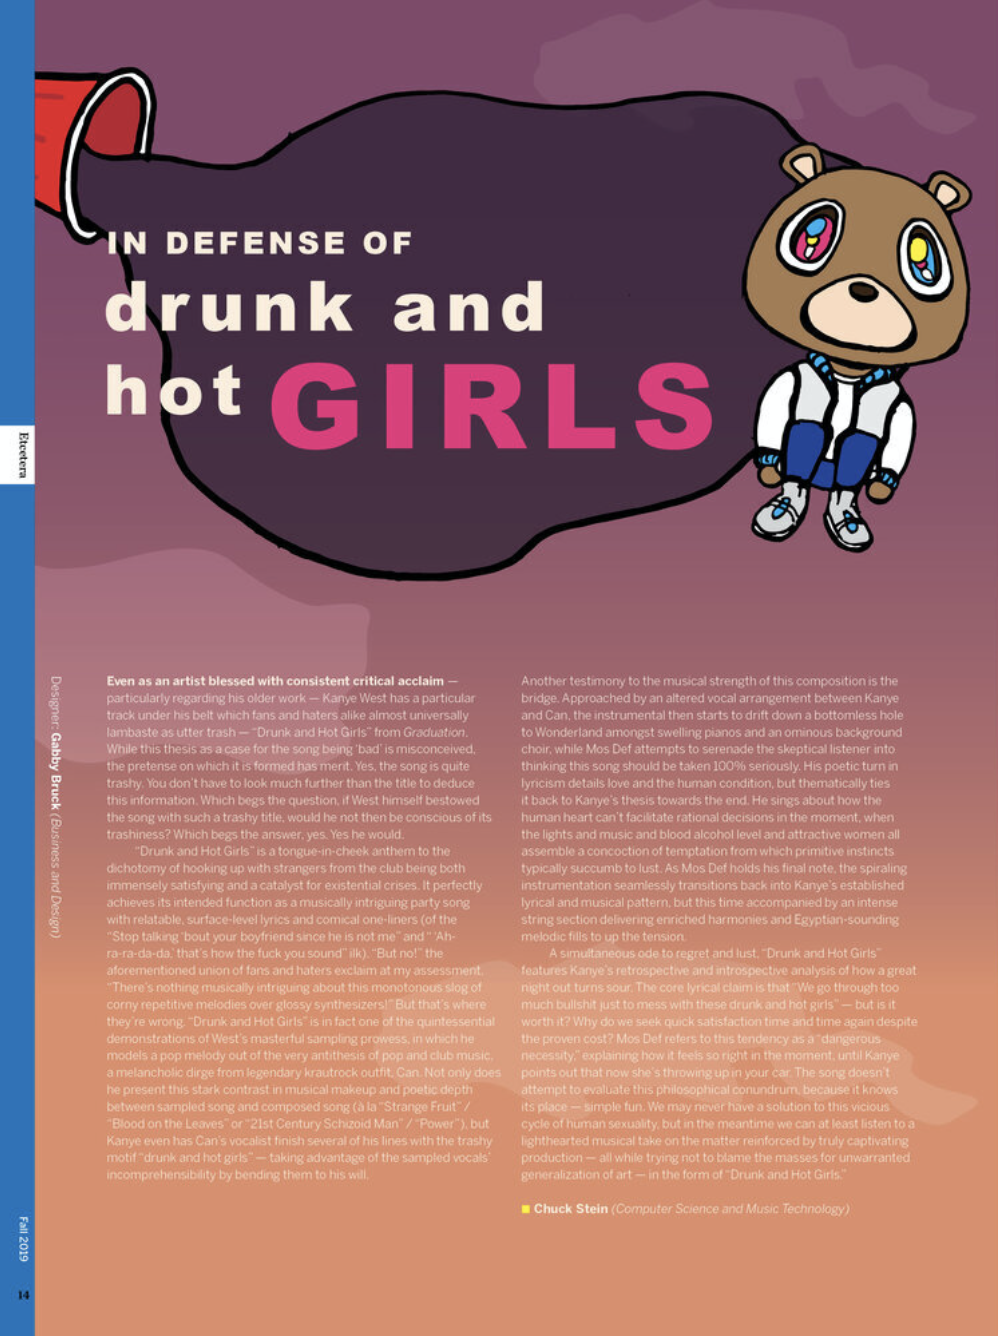 IN DEFENSE OF
drunk and
hot GIRLS
Etcetera
Designer: Gabby Bruck (Business and Design)
Even as an artist blessed with consistent critical acclaim —
particularly regarding his older work — Kanye West has a particular
track under his belt which fans and haters alike almost universally
lambaste as utter trash — “Drunk and Hot Girls” from Graduation.
While this thesis as a case for the song being ‘bad’ is misconceived,
the pretense on which it is formed has merit. Yes, the song is quite
trashy. You don’t have to look much further than the title to deduce
this information. Which begs the question, if West himself bestowed
the song with such a trashy title, would he not then be conscious of its
trashiness? Which begs the answer, yes. Yes he would.
“Drunk and Hot Girls” is a tongue-in-cheek anthem to the
dichotomy of hooking up with strangers from the club being both
immensely satisfying and a catalyst for existential crises. It perfectly
achieves its intended function as a musically intriguing party song
with relatable, surface-level lyrics and comical one-liners (of the
“Stop talking ‘bout your boyfriend since he is not me” and “ ‘Ah-
ra-ra-da-da, that’s how the fuck you sound” ilk). “But no!” the
aforementioned union of fans and haters exclaim at my assessment.
“There’s nothing musically intriguing about this monotonous slog of
corny repetitive melodies over glossy synthesizers!” But that’s where
they’re wrong. “Drunk and Hot Girls” is in fact one of the quintessential
demonstrations of West’s masterful sampling prowess, in which he
models a pop melody out of the very antithesis of pop and club music,
a melancholic dirge from legendary krautrock outfit, Can. Not only does
he present this stark contrast in musical makeup and poetic depth
between sampled song and composed song (à la “Strange Fruit” /
“Blood on the Leaves” or “21st Century Schizoid Man” / “Power”), but
Kanye even has Can’s vocalist finish several of his lines with the trashy
motif “drunk and hot girls” — taking advantage of the sampled vocals’
incomprehensibility by bending them to his will.
Another testimony to the musical strength of this composition is the
bridge. Approached by an altered vocal arrangement between Kanye
and Can, the instrumental then starts to drift down a bottomless hole
to Wonderland amongst swelling pianos and an ominous background
choir, while Mos Def attempts to serenade the skeptical listener into
thinking this song should be taken 100% seriously. His poetic turn in
lyricism details love and the human condition, but thematically ties
it back to Kanye’s thesis towards the end. He sings about how the
human heart can’t facilitate rational decisions in the moment, when
the lights and music and blood alcohol level and attractive women all
assemble a concoction of temptation from which primitive instincts
typically succumb to lust. As Mos Def holds his final note, the spiraling
instrumentation seamlessly transitions back into Kanye’s established
lyrical and musical pattern, but this time accompanied by an intense
string section delivering enriched harmonies and Egyptian-sounding
melodic fills to up the tension.
A simultaneous ode to regret and lust, “Drunk and Hot Girls”
features Kanye’s retrospective and introspective analysis of how a great
night out turns sour. The core lyrical claim is that “We go through too
much bullshit just to mess with these drunk and hot girls” — but is it
worth it? Why do we seek quick satisfaction time and time again despite
the proven cost? Mos Def refers to this tendency as a “dangerous
necessity,” explaining how it feels so right in the moment, until Kanye
points out that now she’s throwing up in your car. The song doesn’t
attempt to evaluate this philosophical conundrum, because it knows
its place — simple fun. We may never have a solution to this vicious
cycle of human sexuality, but in the meantime we can at least listen to a
lighthearted musical take on the matter reinforced by truly captivating
production — all while trying not to blame the masses for unwarranted
generalization of art — in the form of “Drunk and Hot Girls.”
Chuck Stein (Computer Science and Music Technology)
Fall 2019
14